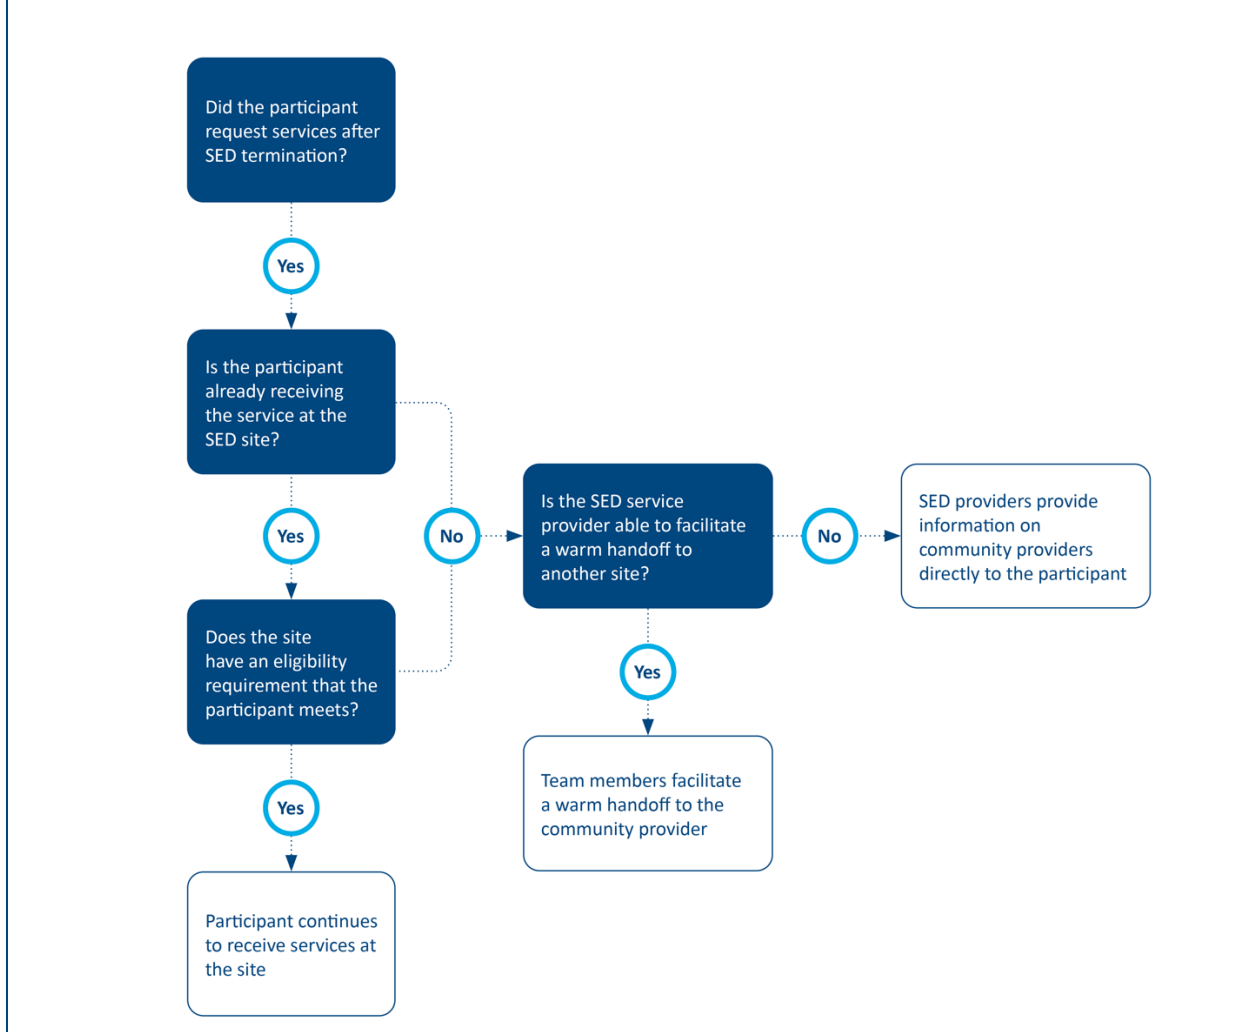 Did the participant
request services after
SED termination?
Yes
Is the participant
already receiving
the service at the
SED site?
Yes
No
Does the site
have an eligibility
requirement that the
participant meets?
Yes
Participant continues
to receive services at
the site
Is the SED service
provider able to facilitate
a warm handoff to
another site?
No
SED providers provide
information on
community providers
directly to the participant
Yes
Team members facilitate
a warm handoff to the
community provider